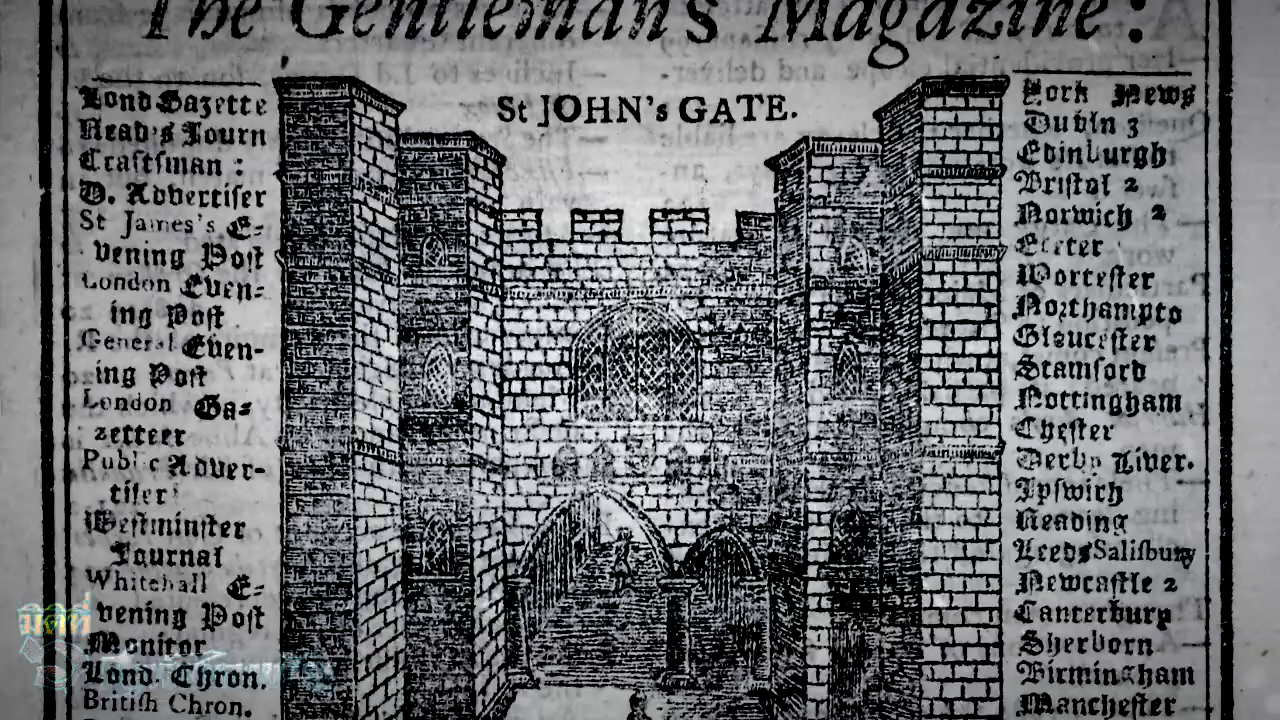 The Gentleman's Magazine:
St JOHN's GATE.
Lond Gazette
Read's Journ
Craftſman :
D. Advertiſer
St James's E-
vening Poſt
London Even-
ing Poſt
General Even-
ing Poſt
London Ga-
zetteer
Public Adver-
tiſer
Weſtminſter
Journal
Whitehall E-
vening Poſt
Monitor
Lond. Chron.
Britiſh Chron.
York News
Dublin 3
Edinburgh
Briſtol 2
Norwich 2
Exeter
Worceſter
Northampto
Glouceſter
Stamford
Nottingham
Cheſter
Derby Liver.
Ipſwich
Reading
Leeds Saliſbury
Newcaſtle 2
Canterbury
Sherborn
Birmingham
Mancheſter
มิติที่